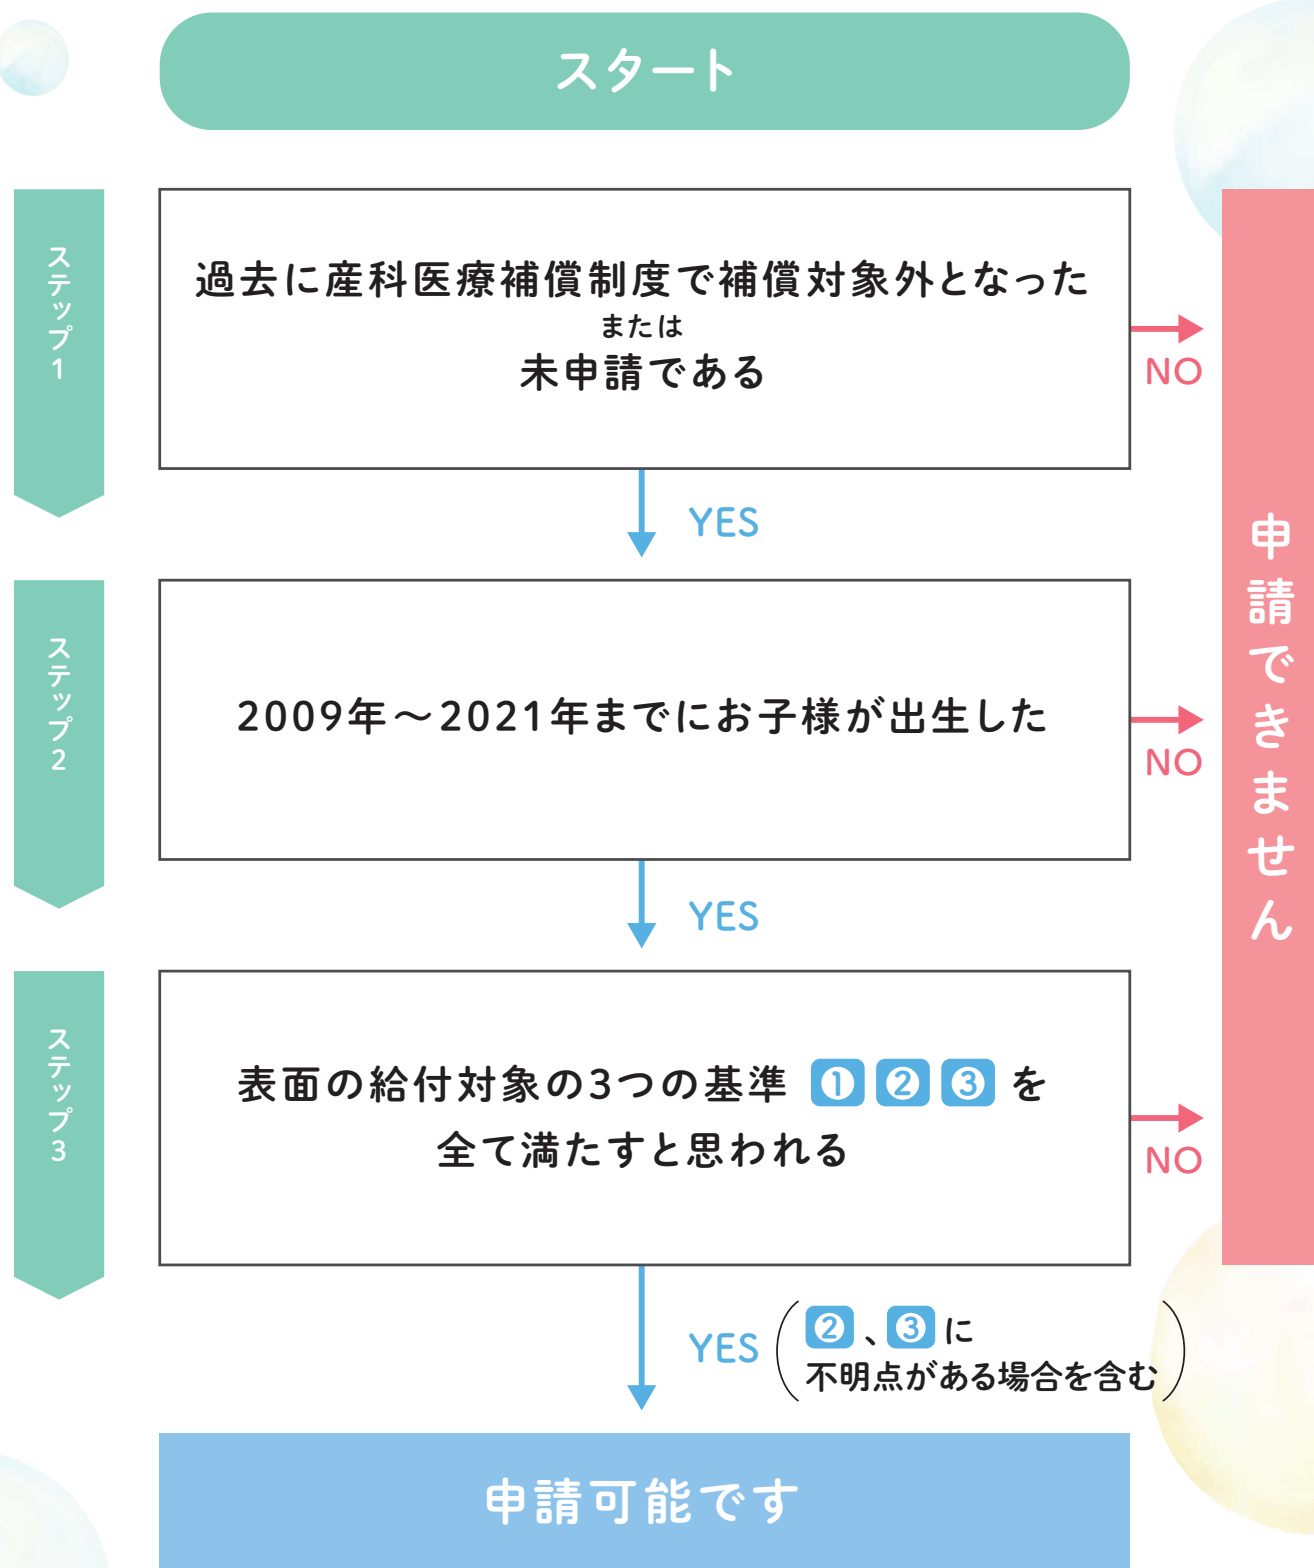 スタート
ステップ1
過去に産科医療補償制度で補償対象外となった
または
未申請である
NO
YES
ステップ2
2009年～2021年までにお子様が出生した
NO
YES
ステップ3
表面の給付対象の3つの基準 ❶ ❷ ❸ を
全て満たすと思われる
NO
YES
❷、❸に
不明点がある場合を含む
申請できません
申請可能です